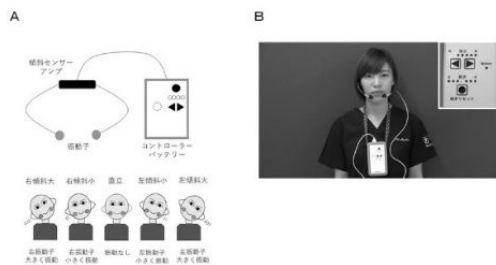 A
B
傾斜センサー
アンプ
振動子
コントローラー
バッテリー
右傾斜大
右傾斜小
直立
左傾斜小
左傾斜大
右振動子
大きく振動
右振動子
小さく振動
振動なし
左振動子
小さく振動
左振動子
大きく振動